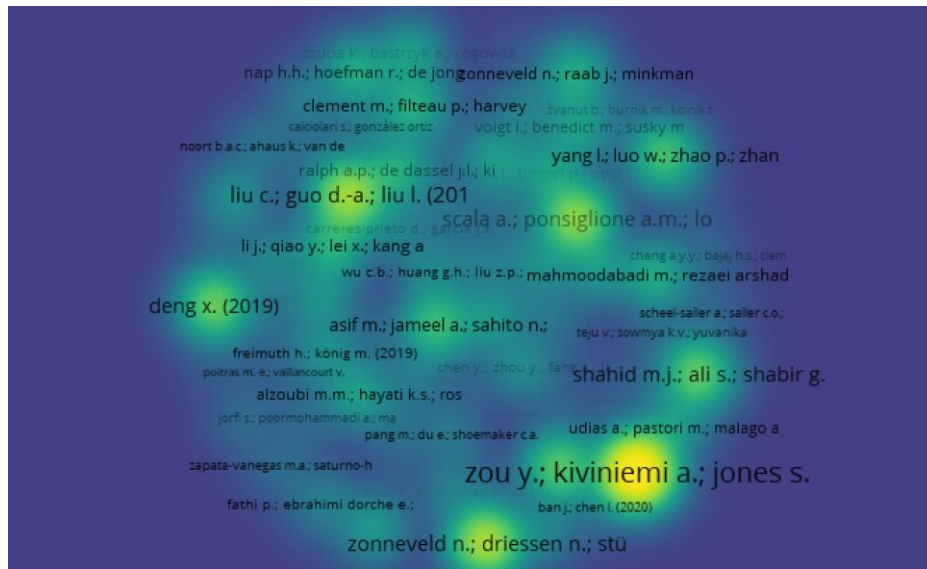 czuba k.; bastrzyk a.; rogowsk
nap h.h.; hoefman r.; de jong
zonneveld n.; raab j.; minkman
clement m.; filteau p.; harvey
žvanut b.; burnik m.; kolnik t
calciolari s.; gonzález ortiz
voigt i.; benedict m.; susky m
noort b.a.c; ahaus k.; van de
yang l.; luo w.; zhao p.; zhan
ralph a.p.; de dassel j.l.; ki
liu c.; guo d.-a.; liu l. (201
scala a.; ponsiglione a.m.; lo
carreres prieto d.; garcía j.t
li j.; qiao y.; lei x.; kang a
cheng a.y.y.; bajaj h.s.; clem
wu c.b.; huang g.h.; liu z.p.;
mahmoodabadi m.; rezaei arshad
deng x. (2019)
scheel-sailer a.; sailer c.o.;
asif m.; jameel a.; sahito n.;
teju v.; sowmya k.v.; yuvanika
freimuth h.; könig m. (2019)
chen y.; zhou y.; fang
poitras m.-e.; vaillancourt v.
shahid m.j.; ali s.; shabir g.
alzoubi m.m.; hayati k.s.; ros
jorfi s.; poormohammadi a.; ma
udias a.; pastori m.; malago a
pang m.; du e.; shoemaker c.a.
zapata-vanegas m.a.; saturno-h
zou y.; kiviniemi a.; jones s.
fathi p.; ebrahimi dorche e.;
ban j.; chen l. (2020)
zonneveld n.; driessen n.; stü